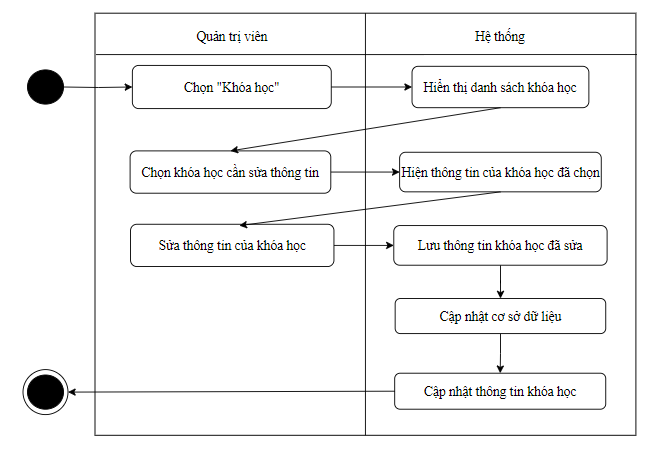 Quản trị viên
Hệ thống
Chọn "Khóa học"
Hiển thị danh sách khóa học
Chọn khóa học cần sửa thông tin
Hiện thông tin của khóa học đã chọn
Sửa thông tin của khóa học
Lưu thông tin khóa học đã sửa
Cập nhật cơ sở dữ liệu
Cập nhật thông tin khóa học